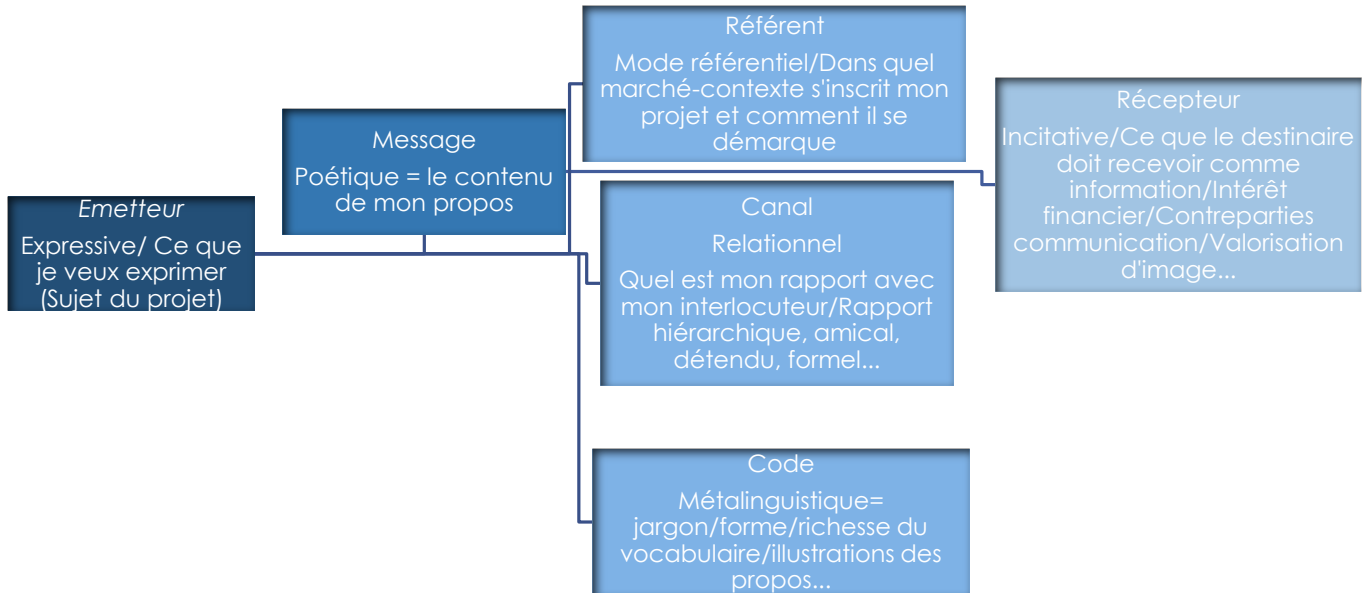 Emetteur
Expressive/ Ce que
je veux exprimer
(Sujet du projet)
Message
Poétique = le contenu
de mon propos
Référent
Mode référentiel/Dans quel
marché-contexte s'inscrit mon
projet et comment il se
démarque
Canal
Relationnel
Quel est mon rapport avec
mon interlocuteur/Rapport
hiérarchique, amical,
détendu, formel...
Code
Métalinguistique=
jargon/forme/richesse du
vocabulaire/illustrations des
propos...
Récepteur
Incitative/Ce que le destinaire
doit recevoir comme
information/Intérêt
financier/Contreparties
communication/Valorisation
d'image...